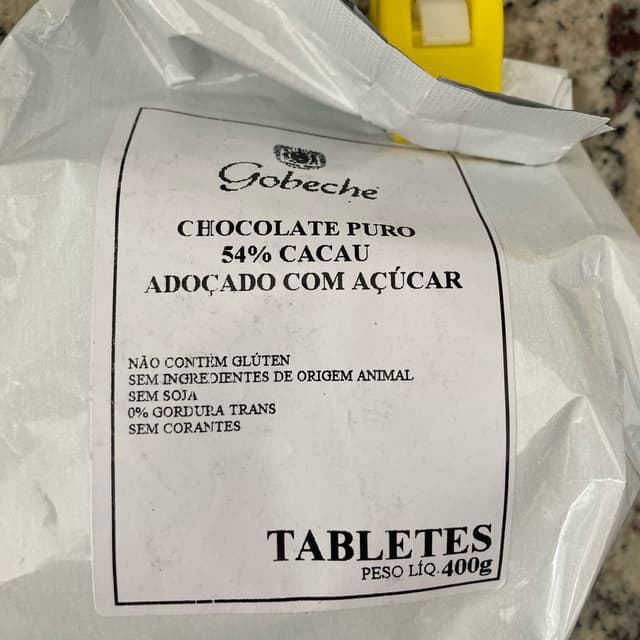 Gobeche
CHOCOLATE PURO
54% CACAU
ADOÇADO COM AÇÚCAR
NÃO CONTÉM GLÚTEN
SEM INGREDIENTES DE ORIGEM ANIMAL
SEM SOJA
0% GORDURA TRANS
SEM CORANTES
TABLETES
PESO LÍQ. 400g